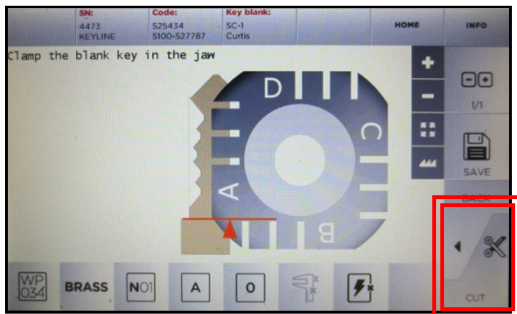 SN: Code: Key blank:
4473 S25434 SC-1 HOME INFO
KEYLINE S100-S27787 Curtis
Clamp the blank key in the jaw
D
C
A
B
1/1
SAVE
BACK
CUT
WP
034 BRASS N01 A 0